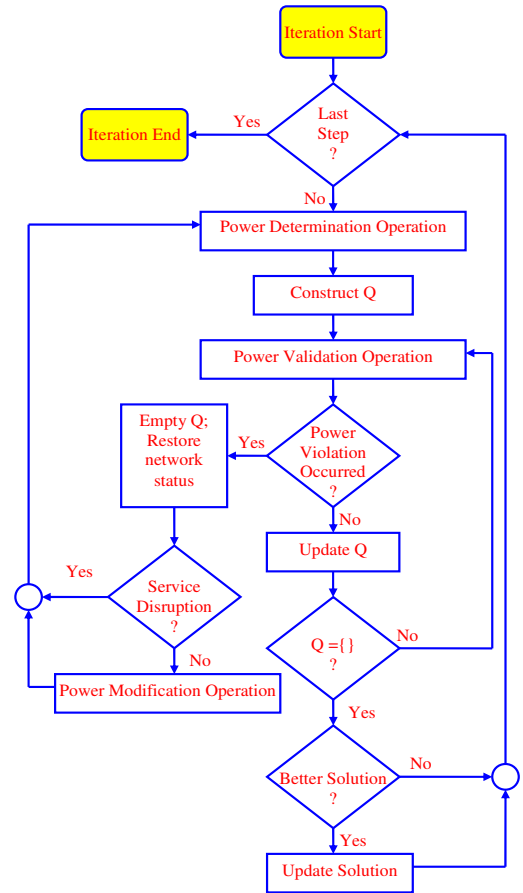 Iteration Start
Last
Step
?
Yes
Iteration End
No
Power Determination Operation
Construct Q
Power Validation Operation
Empty Q;
Restore
network
status
Yes
Power
Violation
Occurred
?
No
Update Q
Yes
Service
Disruption
?
No
Q ={}
?
No
Power Modification Operation
Yes
Better Solution
?
No
Yes
Update Solution